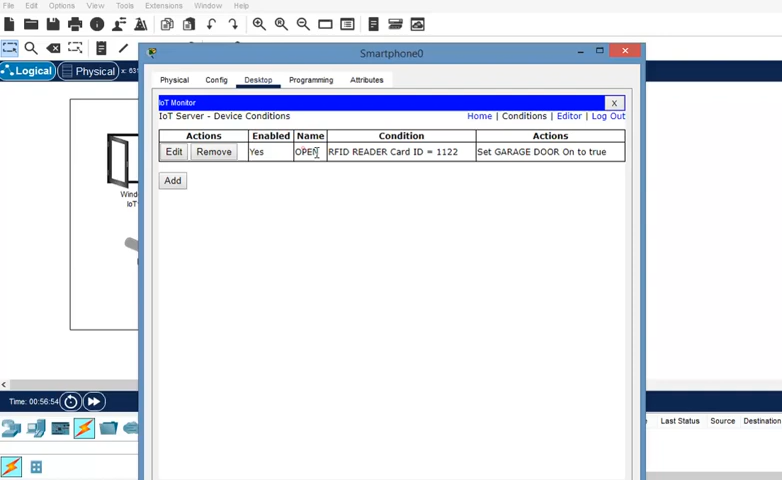 File Edit Options View Tools Extensions Window Help
Smartphone0
Logical Physical
Physical Config Desktop Programming Attributes
IoT Monitor X
IoT Server - Device Conditions Home | Conditions | Editor | Log Out
Actions Enabled Name Condition Actions
Edit Remove Yes OPEN RFID READER Card ID = 1122 Set GARAGE DOOR On to true
Add
Time: 00:56:54
Last Status Source Destination